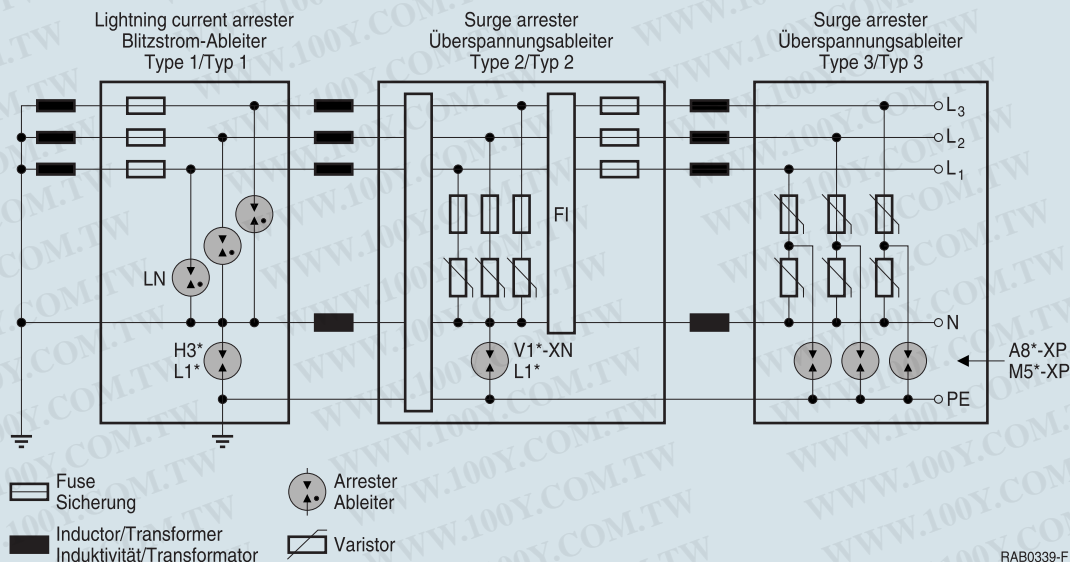 Lightning current arrester
Blitzstrom-Ableiter
Type 1/Typ 1
Surge arrester
Überspannungsableiter
Type 2/Typ 2
Surge arrester
Überspannungsableiter
Type 3/Typ 3
L3
L2
L1
FI
LN
N
H3*
L1*
V1*-XN
L1*
A8*-XP
M5*-XP
PE
Fuse
Sicherung
Arrester
Ableiter
Inductor/Transformer
Induktivität/Transformator
Varistor
RAB0339-F
WWW.100Y.COM.TW